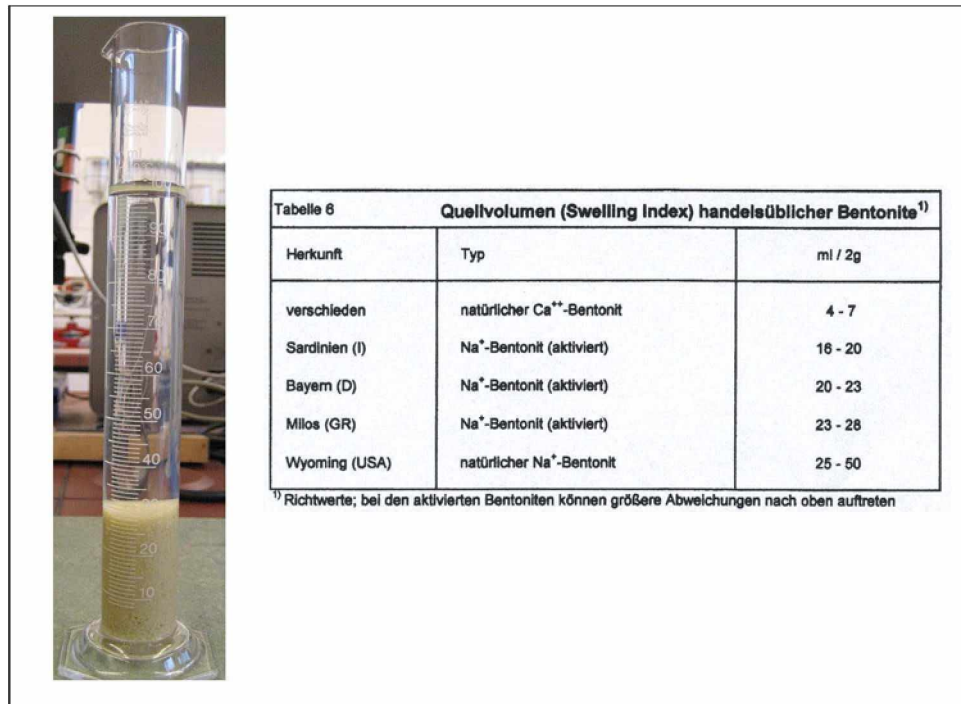 ml
100
90
80
70
60
50
40
30
20
10
Tabelle 6 Quellvolumen (Swelling Index) handelsüblicher Bentonite¹⁾
Herkunft Typ ml / 2g
verschieden natürlicher Ca⁺⁺-Bentonit 4 - 7
Sardinien (I) Na⁺-Bentonit (aktiviert) 16 - 20
Bayern (D) Na⁺-Bentonit (aktiviert) 20 - 23
Milos (GR) Na⁺-Bentonit (aktiviert) 23 - 28
Wyoming (USA) natürlicher Na⁺-Bentonit 25 - 50
¹⁾ Richtwerte; bei den aktivierten Bentoniten können größere Abweichungen nach oben auftreten